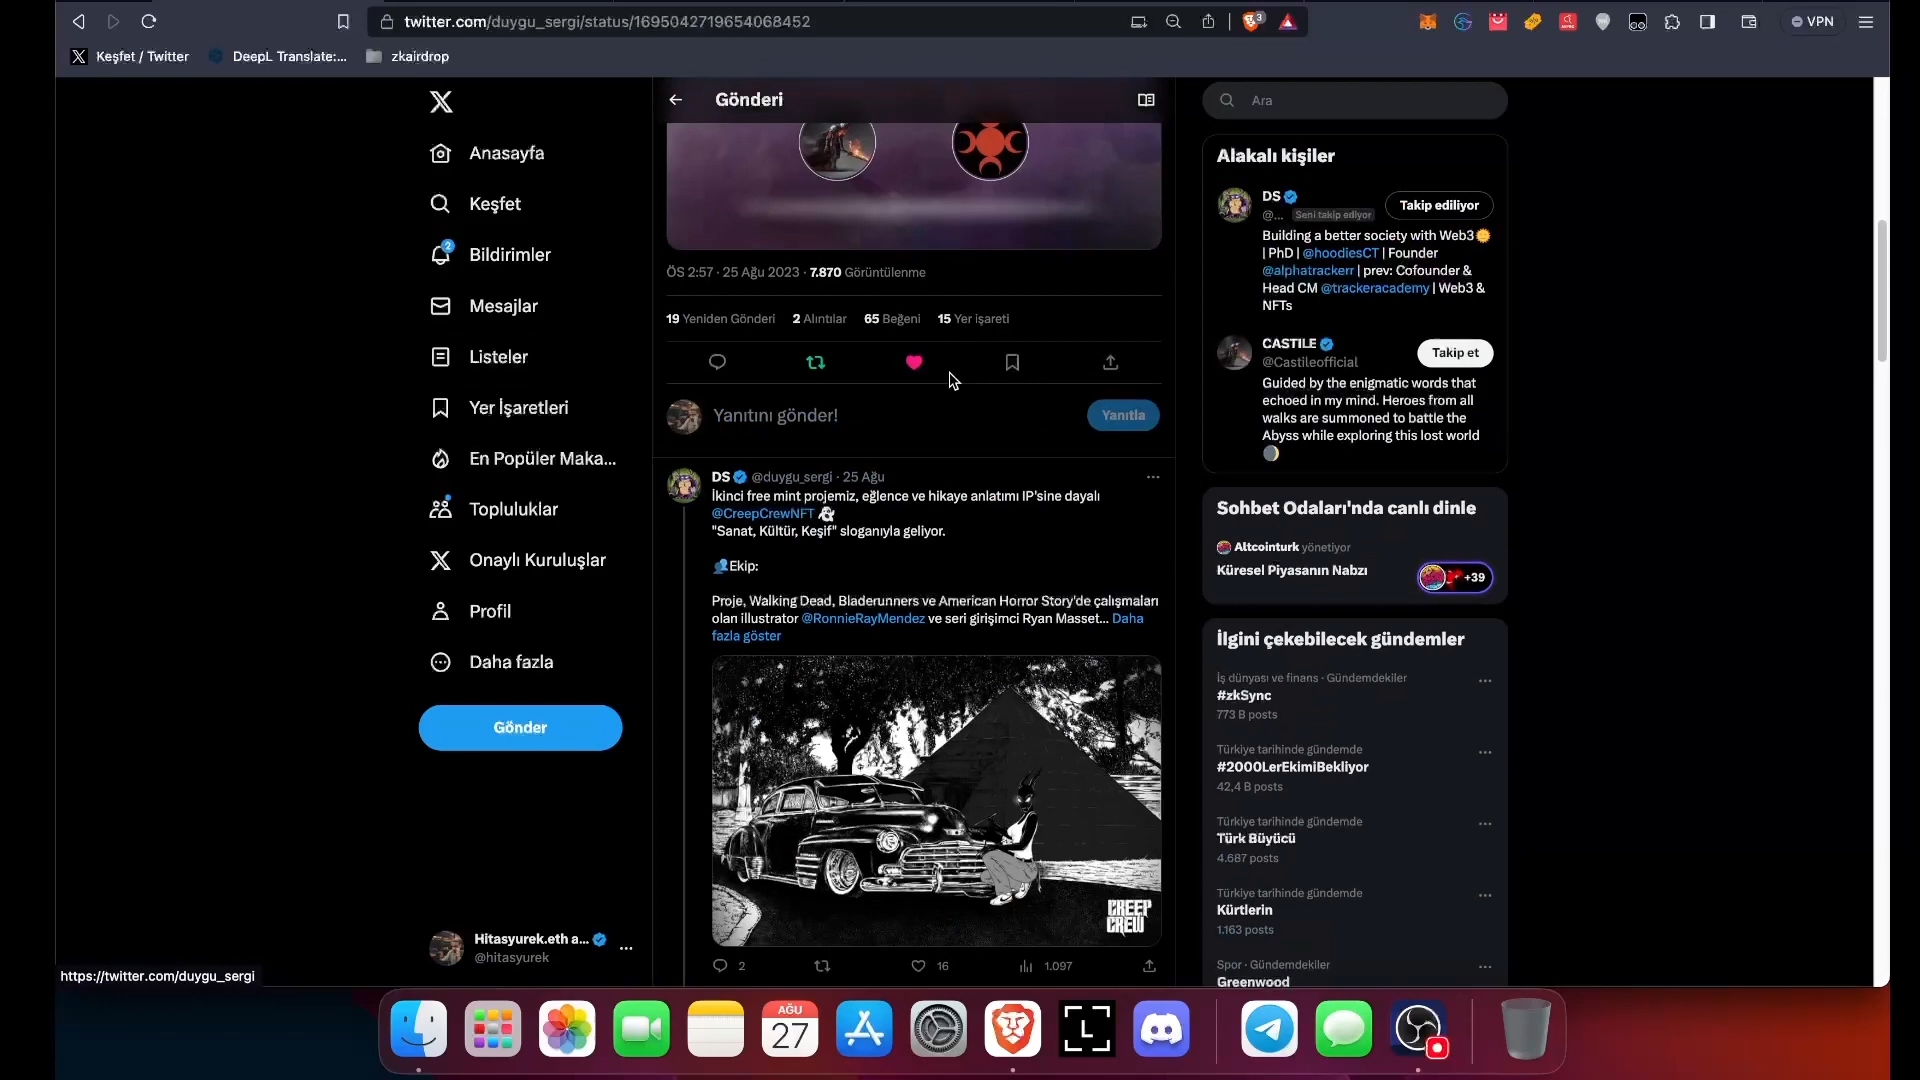 twitter.com/duygu_sergi/status/1695042719654068452
3
VPN
Keşfet / Twitter
DeepL Translate:...
zkairdrop
Gönderi
Ara
Anasayfa
Keşfet
2
Bildirimler
Mesajlar
Listeler
Yer İşaretleri
En Popüler Maka...
Topluluklar
Onaylı Kuruluşlar
Profil
Daha fazla
Gönder
Hitasyurek.eth a...
@hitasyurek
ÖS 2:57 · 25 Ağu 2023 · 7.870 Görüntülenme
19 Yeniden Gönderi 2 Alıntılar 65 Beğeni 15 Yer işareti
Yanıtını gönder!
Yanıtla
DS @duygu_sergi · 25 Ağu
İkinci free mint projemiz, eğlence ve hikaye anlatımı IP'sine dayalı
@CreepCrewNFT
"Sanat, Kültür, Keşif" sloganıyla geliyor.
Ekip:
Proje, Walking Dead, Bladerunners ve American Horror Story'de çalışmaları
olan illustrator @RonnieRayMendez ve seri girişimci Ryan Masset... Daha
fazla göster
CREEP
CREW
2
16
1.097
Alakalı kişiler
DS
@... Seni takip ediyor
Takip ediliyor
Building a better society with Web3
| PhD | @hoodiesCT | Founder
@alphatrackerr | prev: Cofounder &
Head CM @trackeracademy | Web3 &
NFTs
CASTILE
@Castileofficial
Takip et
Guided by the enigmatic words that
echoed in my mind. Heroes from all
walks are summoned to battle the
Abyss while exploring this lost world
Sohbet Odaları'nda canlı dinle
Altcointurk yönetiyor
Küresel Piyasanın Nabzı
+39
İlgini çekebilecek gündemler
İş dünyası ve finans · Gündemdekiler
#zkSync
773 B posts
Türkiye tarihinde gündemde
#2000LerEkimiBekliyor
42,4 B posts
Türkiye tarihinde gündemde
Türk Büyücü
4.687 posts
Türkiye tarihinde gündemde
Kürtlerin
1.163 posts
Spor · Gündemdekiler
Greenwood
https://twitter.com/duygu_sergi
AĞU
27
L